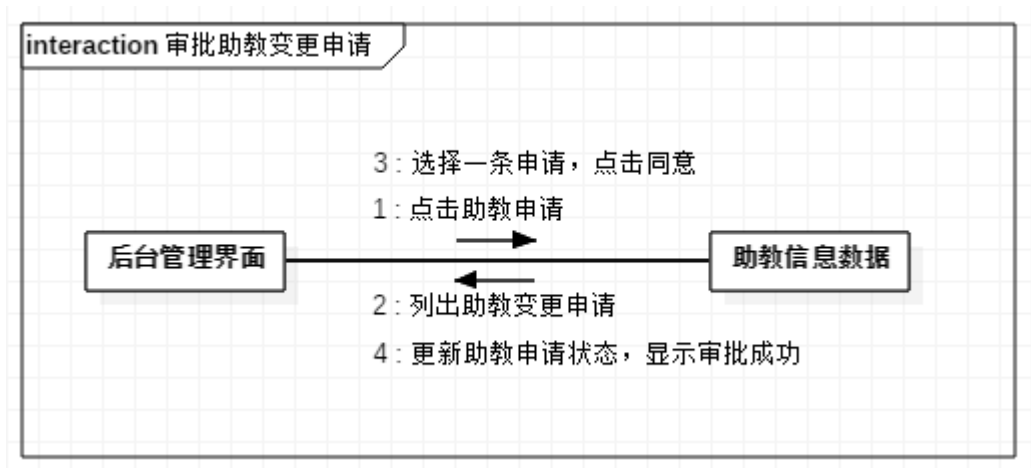 interaction 审批助教变更申请
3 : 选择一条申请，点击同意
1 : 点击助教申请
后台管理界面
助教信息数据
2 : 列出助教变更申请
4 : 更新助教申请状态，显示审批成功